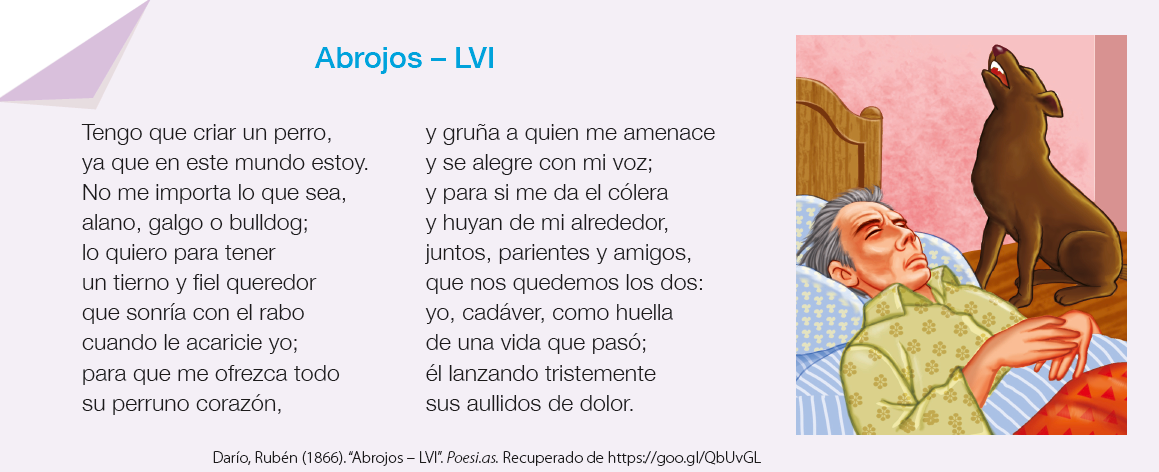 Abrojos – LVI
Tengo que criar un perro,
ya que en este mundo estoy.
No me importa lo que sea,
alano, galgo o bulldog;
lo quiero para tener
un tierno y fiel queredor
que sonría con el rabo
cuando le acaricie yo;
para que me ofrezca todo
su perruno corazón,
y gruña a quien me amenace
y se alegre con mi voz;
y para si me da el cólera
y huyan de mi alrededor,
juntos, parientes y amigos,
que nos quedemos los dos:
yo, cadáver, como huella
de una vida que pasó;
él lanzando tristemente
sus aullidos de dolor.
Darío, Rubén (1866). “Abrojos – LVI”. Poesi.as. Recuperado de https://goo.gl/QbUvGL